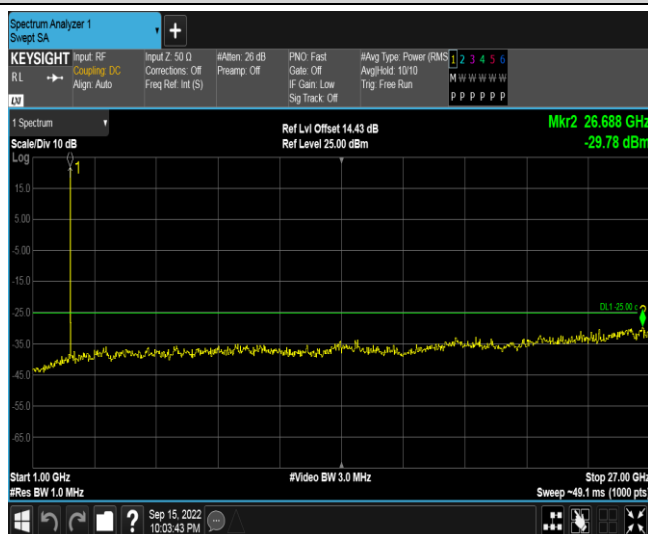 Spectrum Analyzer 1
Swept SA
KEYSIGHT
RL
LXI
Input: RF
Coupling: DC
Align: Auto
Input Z: 50 Ω
Corrections: Off
Freq Ref: Int (S)
#Atten: 26 dB
Preamp: Off
PNO: Fast
Gate: Off
IF Gain: Low
Sig Track: Off
#Avg Type: Power (RMS
Avg|Hold: 10/10
Trig: Free Run
1 2 3 4 5 6
M W W W W W
P P P P P P
1 Spectrum
Scale/Div 10 dB
Log
Ref Lvl Offset 14.43 dB
Ref Level 25.00 dBm
Mkr2 26.688 GHz
-29.78 dBm
1
15.0
5.00
-5.00
-15.0
-25.0
DL1 -25.00
2
-35.0
-45.0
-55.0
-65.0
Start 1.00 GHz
#Res BW 1.0 MHz
#Video BW 3.0 MHz
Stop 27.00 GHz
Sweep ~49.1 ms (1000 pts)
Sep 15, 2022
10:03:43 PM